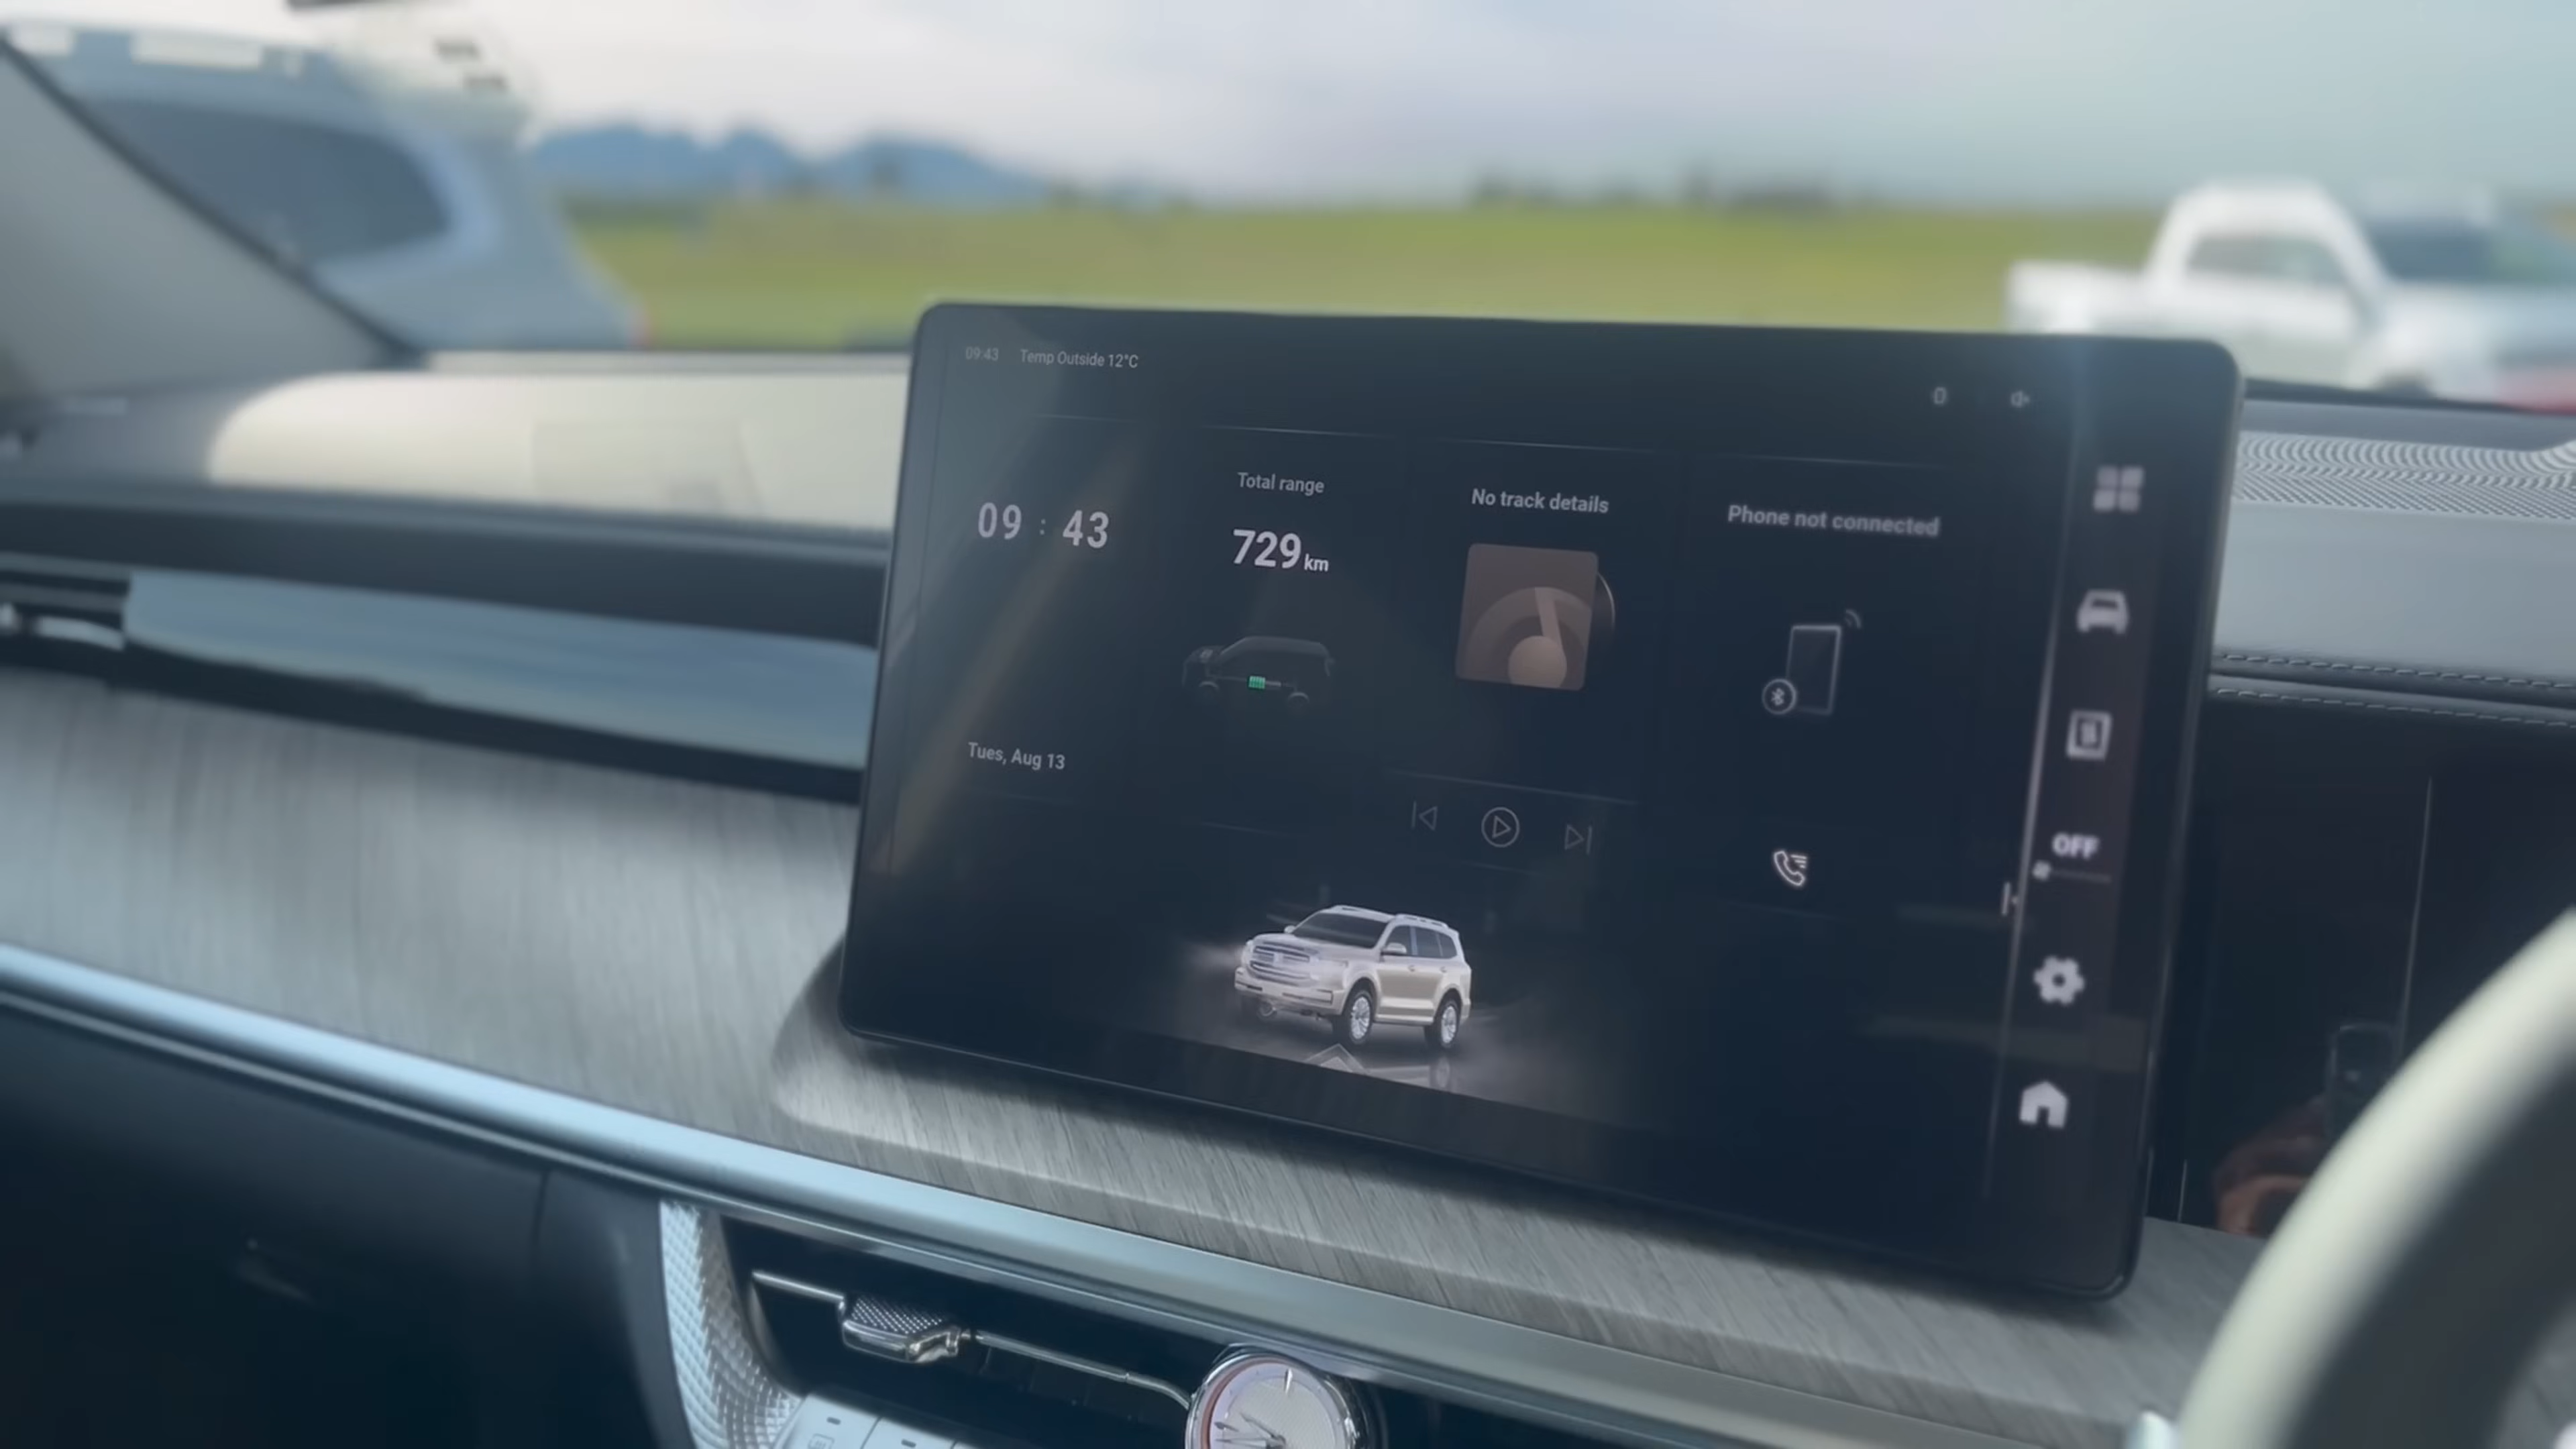 09:43 Temp Outside 12°C
09 : 43
Tues, Aug 13
Total range
729 km
No track details
Phone not connected
OFF